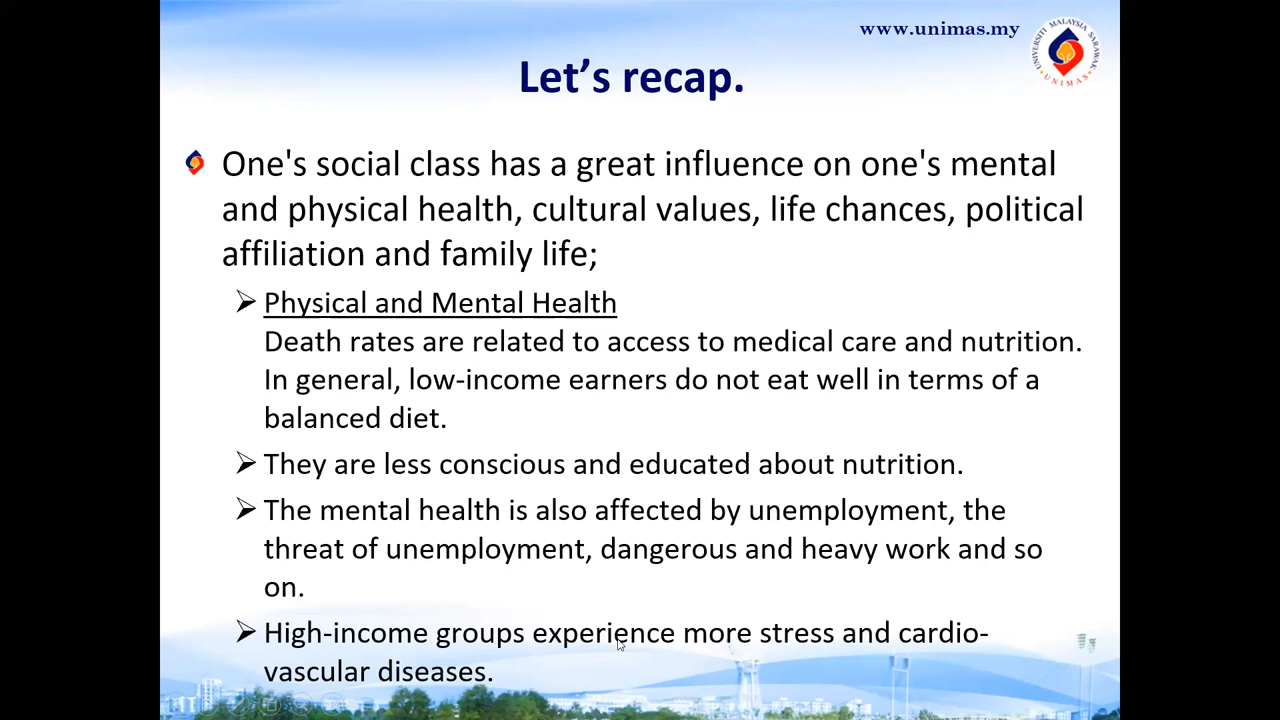 www.unimas.my
UNIVERSITI MALAYSIA SARAWAK
UNIMAS
Let’s recap.
One's social class has a great influence on one's mental
and physical health, cultural values, life chances, political
affiliation and family life;
Physical and Mental Health
Death rates are related to access to medical care and nutrition.
In general, low-income earners do not eat well in terms of a
balanced diet.
They are less conscious and educated about nutrition.
The mental health is also affected by unemployment, the
threat of unemployment, dangerous and heavy work and so
on.
High-income groups experience more stress and cardio-
vascular diseases.